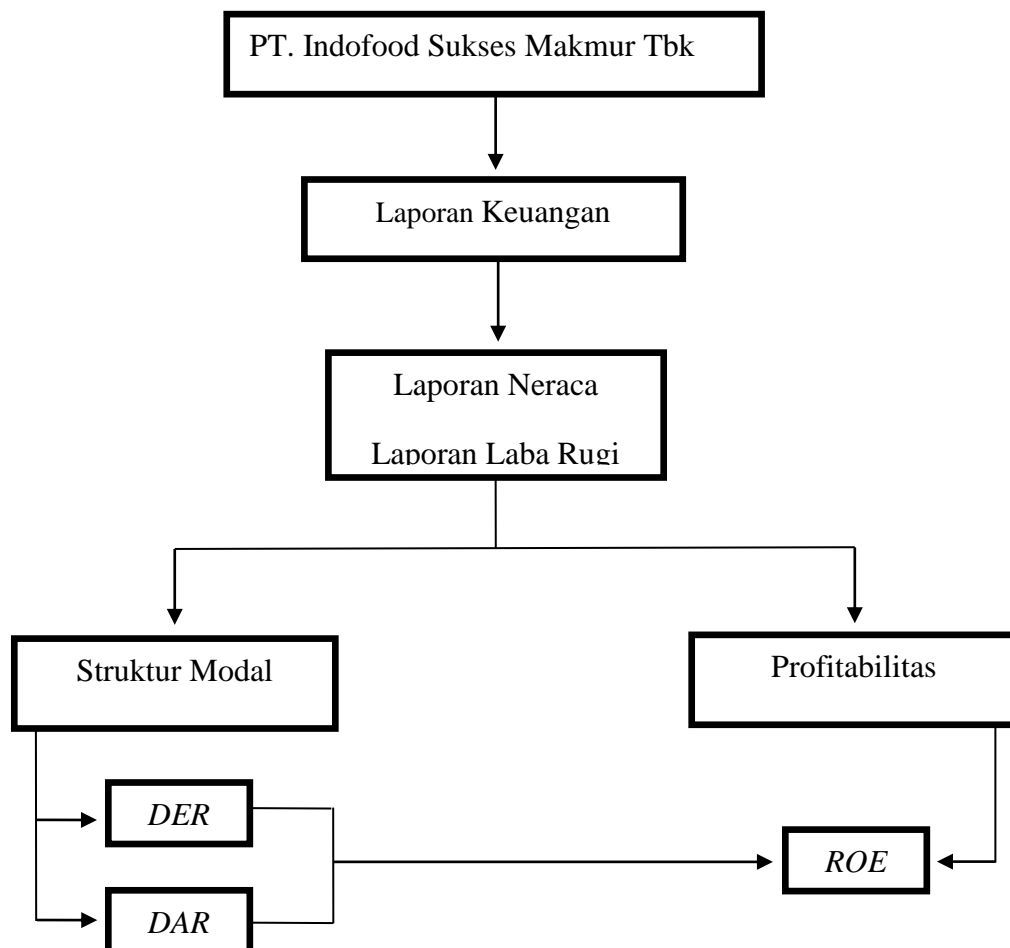 PT. Indofood Sukses Makmur Tbk
Laporan Keuangan
Laporan Neraca
Laporan Laba Rugi
Struktur Modal
Profitabilitas
DER
ROE
DAR